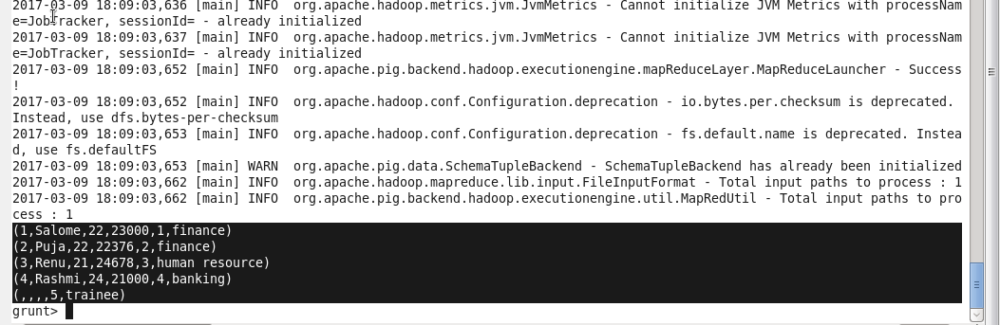 2017-03-09 18:09:03,636 [main] INFO  org.apache.hadoop.metrics.jvm.JvmMetrics - Cannot initialize JVM Metrics with processNam
e=JobTracker, sessionId= - already initialized
2017-03-09 18:09:03,637 [main] INFO  org.apache.hadoop.metrics.jvm.JvmMetrics - Cannot initialize JVM Metrics with processNam
e=JobTracker, sessionId= - already initialized
2017-03-09 18:09:03,652 [main] INFO  org.apache.pig.backend.hadoop.executionengine.mapReduceLayer.MapReduceLauncher - Success
!
2017-03-09 18:09:03,652 [main] INFO  org.apache.hadoop.conf.Configuration.deprecation - io.bytes.per.checksum is deprecated.
Instead, use dfs.bytes-per-checksum
2017-03-09 18:09:03,653 [main] INFO  org.apache.hadoop.conf.Configuration.deprecation - fs.default.name is deprecated. Instea
d, use fs.defaultFS
2017-03-09 18:09:03,653 [main] WARN  org.apache.pig.data.SchemaTupleBackend - SchemaTupleBackend has already been initialized
2017-03-09 18:09:03,662 [main] INFO  org.apache.hadoop.mapreduce.lib.input.FileInputFormat - Total input paths to process : 1
2017-03-09 18:09:03,662 [main] INFO  org.apache.pig.backend.hadoop.executionengine.util.MapRedUtil - Total input paths to pro
cess : 1
(1,Salome,22,23000,1,finance)
(2,Puja,22,22376,2,finance)
(3,Renu,21,24678,3,human resource)
(4,Rashmi,24,21000,4,banking)
(,,,,5,trainee)
grunt>